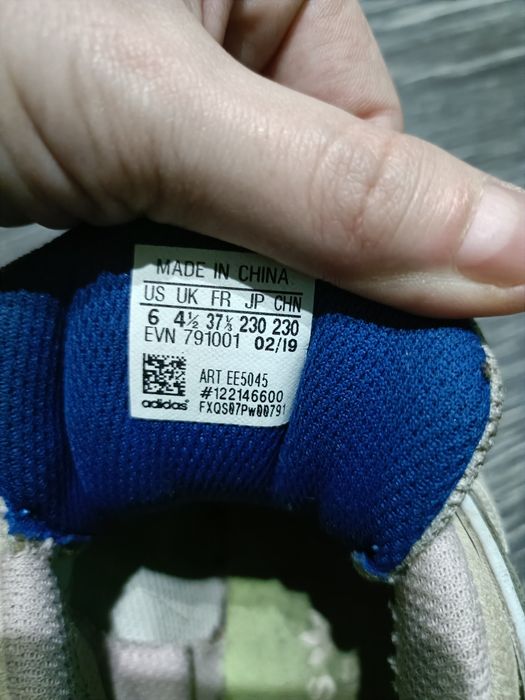 MADE IN CHINA
US UK FR JP CHN
6 4½ 37⅓ 230 230
EVN 791001 02/19
ART EE5045
#122146600
adidas FXQS07Pw00791